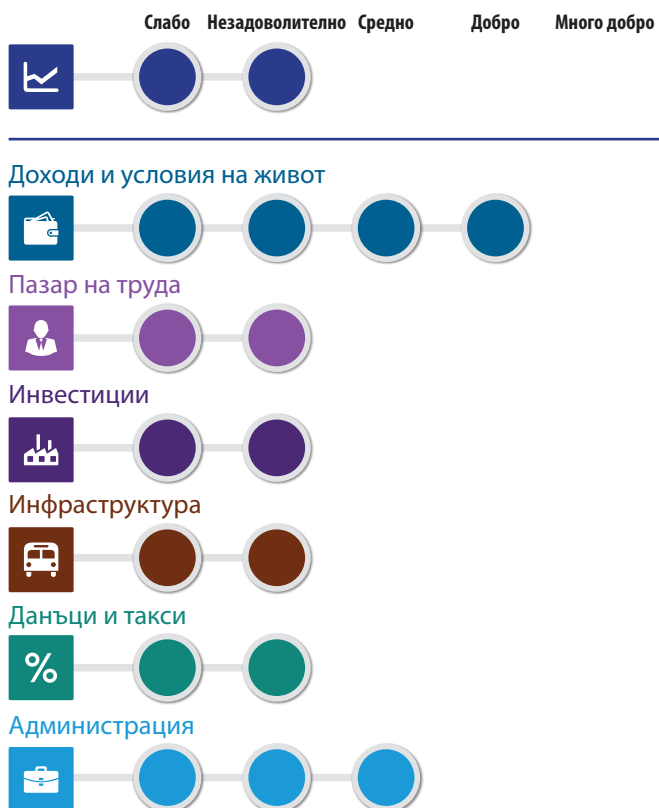 Слабо Незадоволително Средно Добро Много добро
Доходи и условия на живот
Пазар на труда
Инвестиции
Инфраструктура
Данъци и такси
%
Администрация